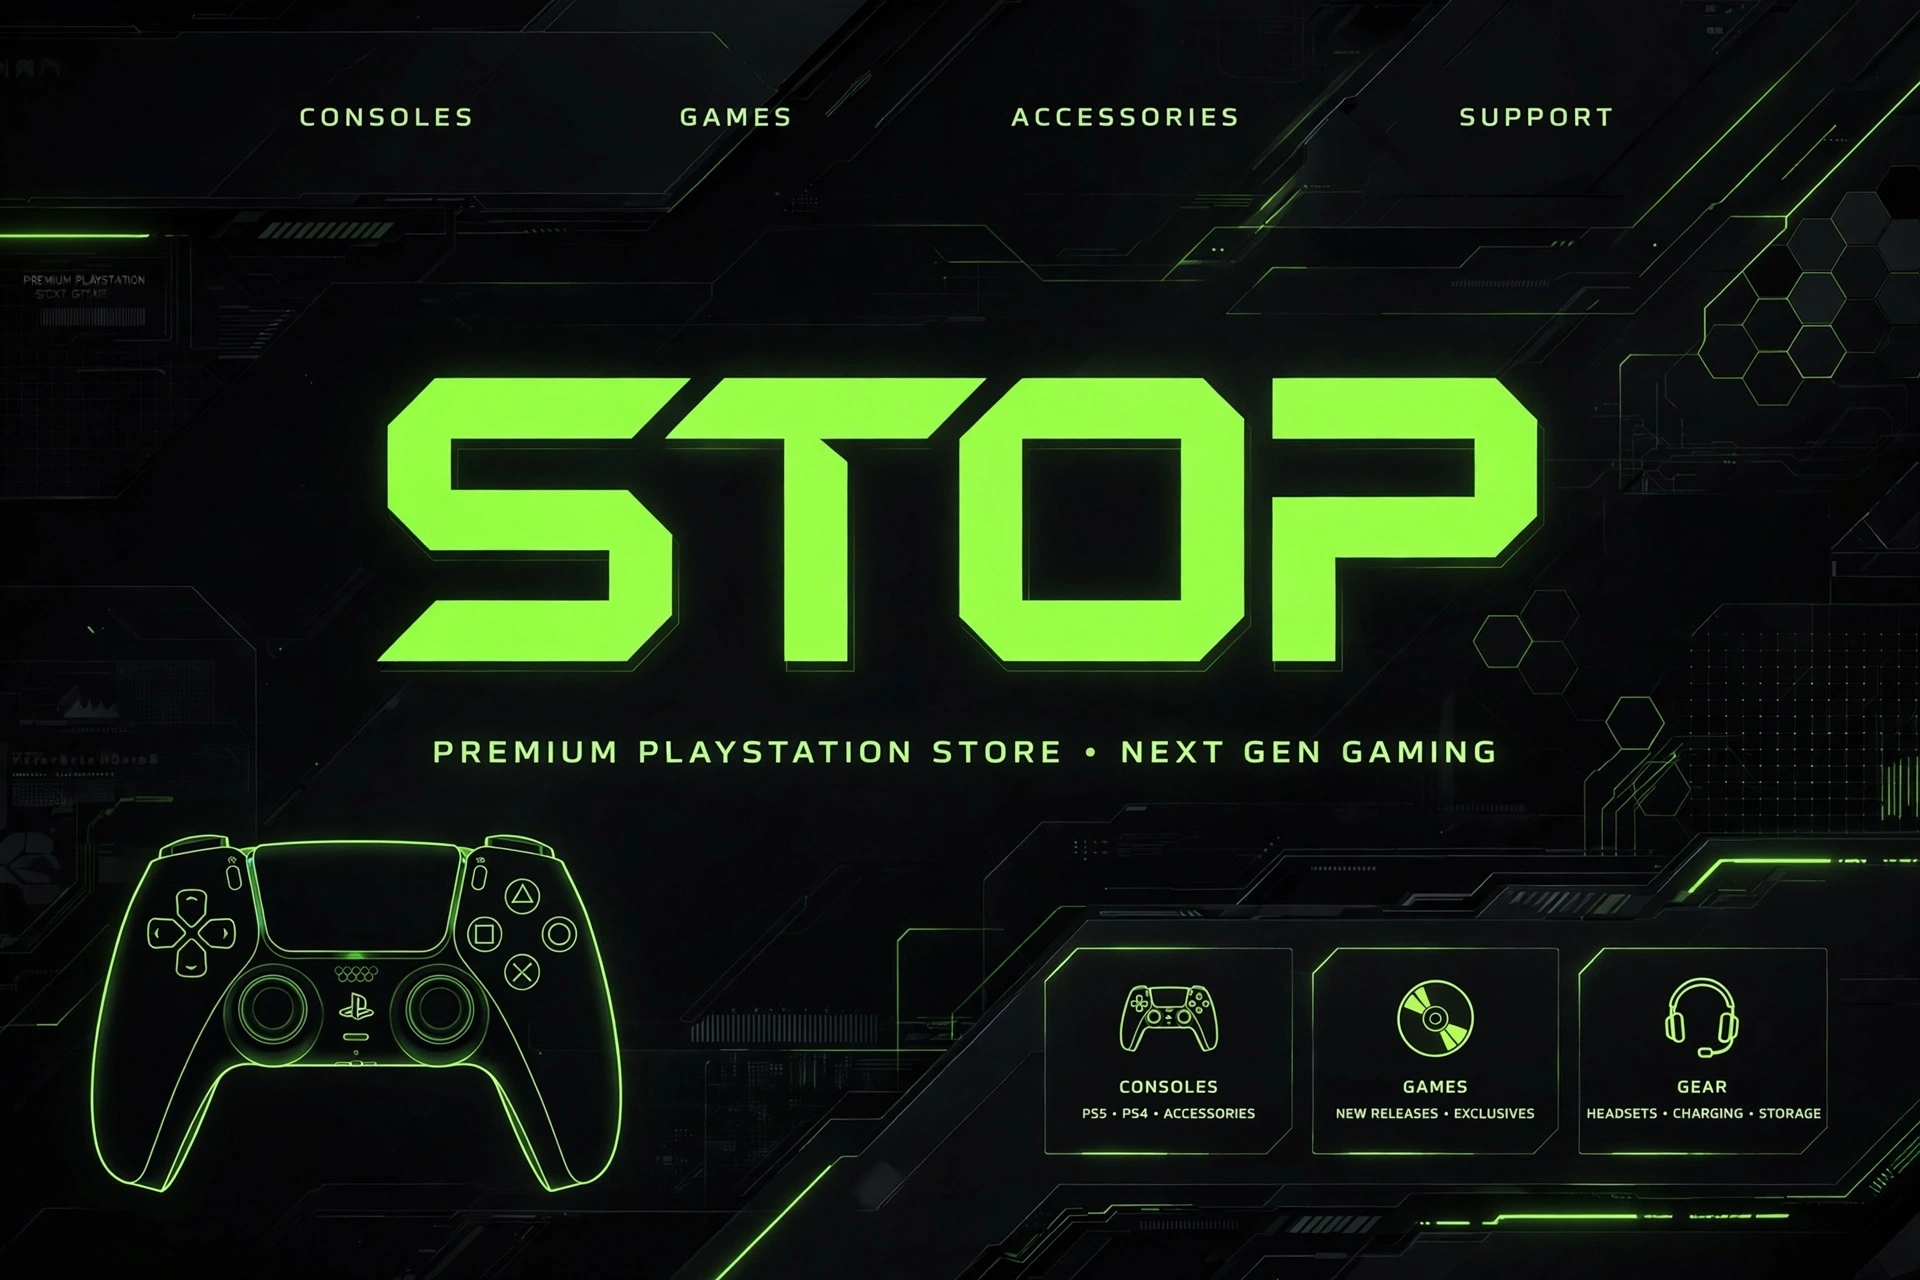 CONSOLES GAMES ACCESSORIES SUPPORT
PREMIUM PLAYSTATION
STOP
PREMIUM PLAYSTATION STORE • NEXT GEN GAMING
CONSOLES
PS5 • PS4 • ACCESSORIES
GAMES
NEW RELEASES • EXCLUSIVES
GEAR
HEADSETS • CHARGING • STORAGE